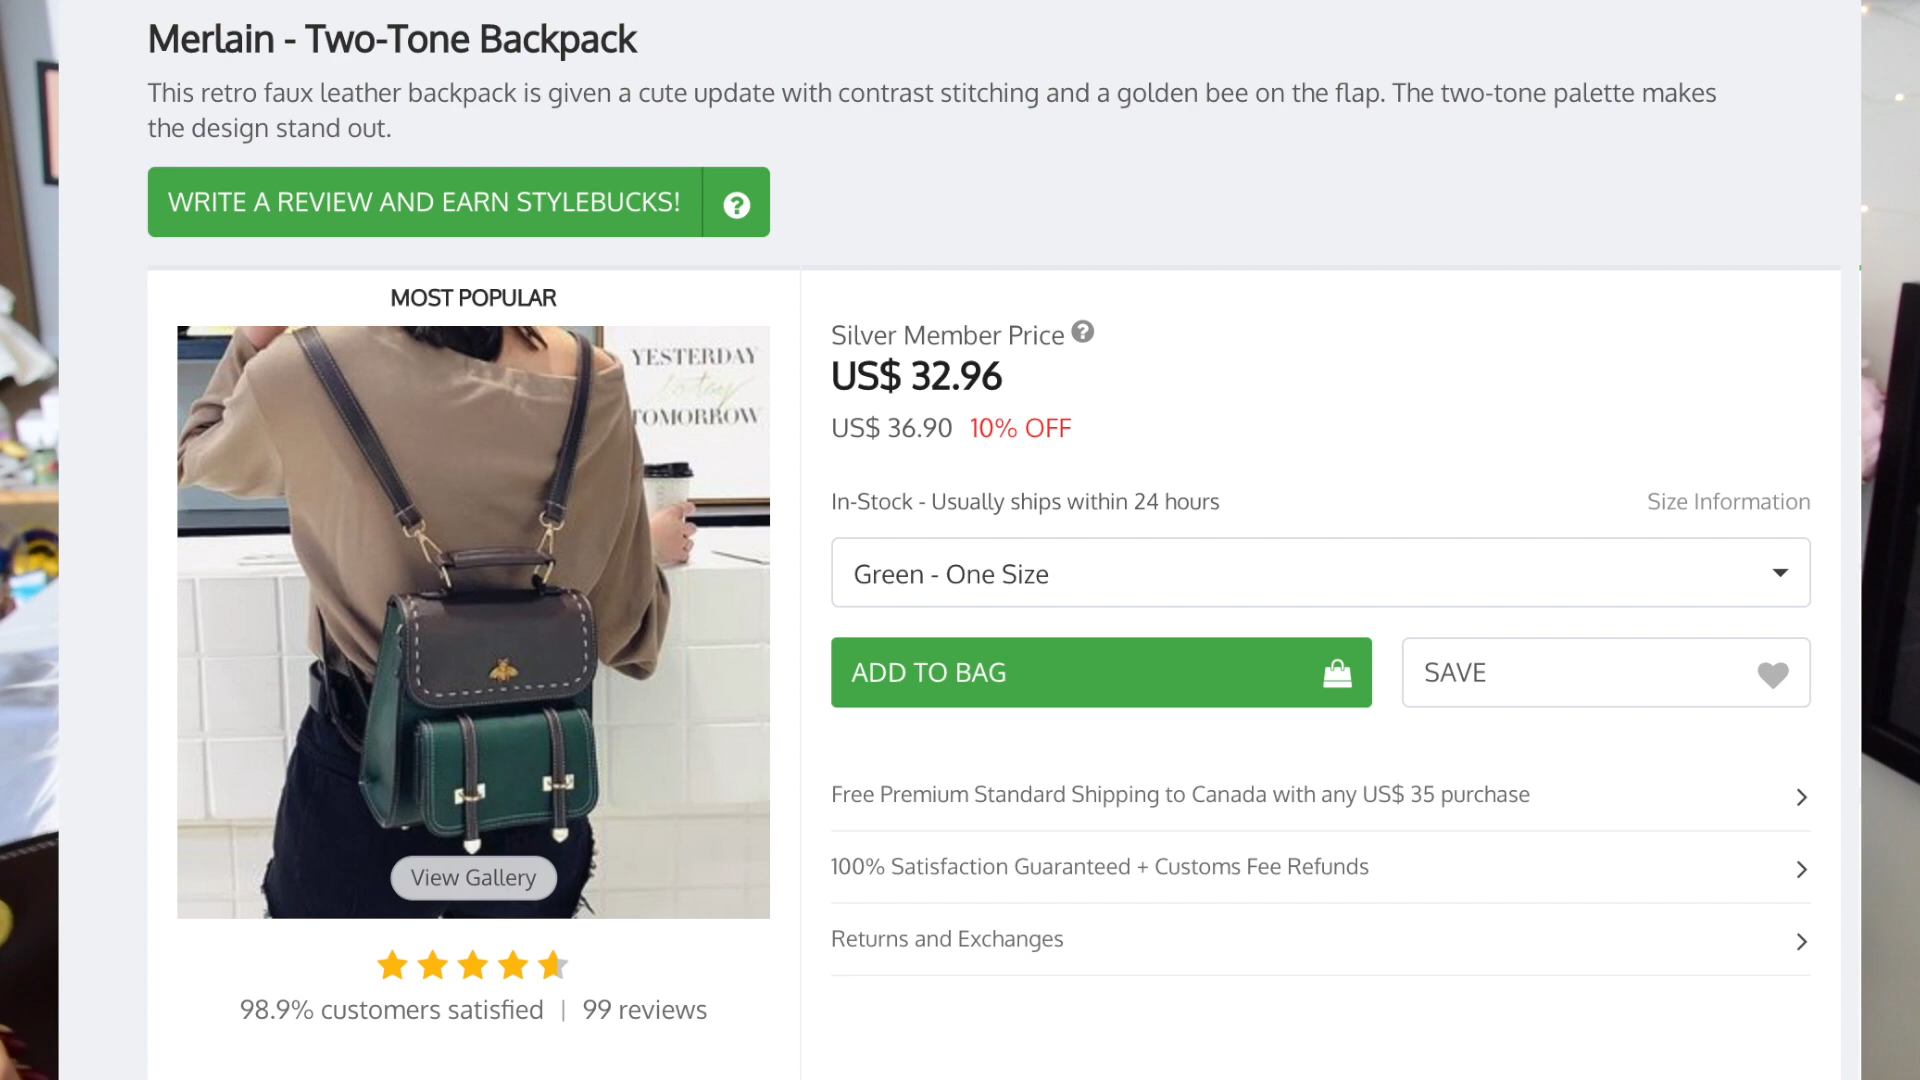 Merlain - Two-Tone Backpack
This retro faux leather backpack is given a cute update with contrast stitching and a golden bee on the flap. The two-tone palette makes
the design stand out.
WRITE A REVIEW AND EARN STYLEBUCKS!
MOST POPULAR
YESTERDAY
today
TOMORROW
View Gallery
98.9% customers satisfied | 99 reviews
Silver Member Price
US$ 32.96
US$ 36.90 10% OFF
In-Stock - Usually ships within 24 hours
Size Information
Green - One Size
ADD TO BAG
SAVE
Free Premium Standard Shipping to Canada with any US$ 35 purchase
100% Satisfaction Guaranteed + Customs Fee Refunds
Returns and Exchanges